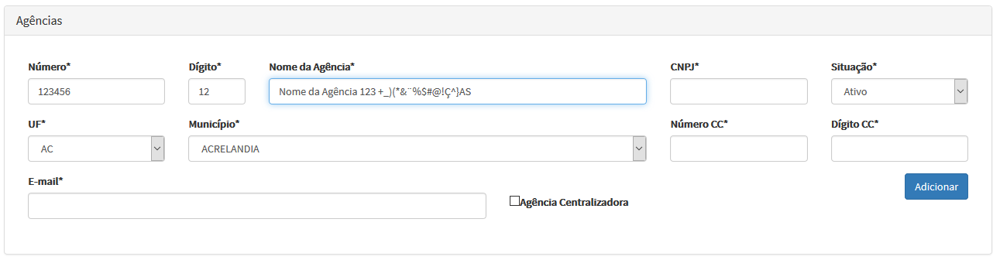 Agências
Número* Dígito* Nome da Agência* CNPJ* Situação*
123456 12 Nome da Agência 123 +_)(*&¨%$#@!Ç^}AS Ativo
UF* Município* Número CC* Dígito CC*
AC ACRELANDIA
E-mail*
Adicionar
Agência Centralizadora